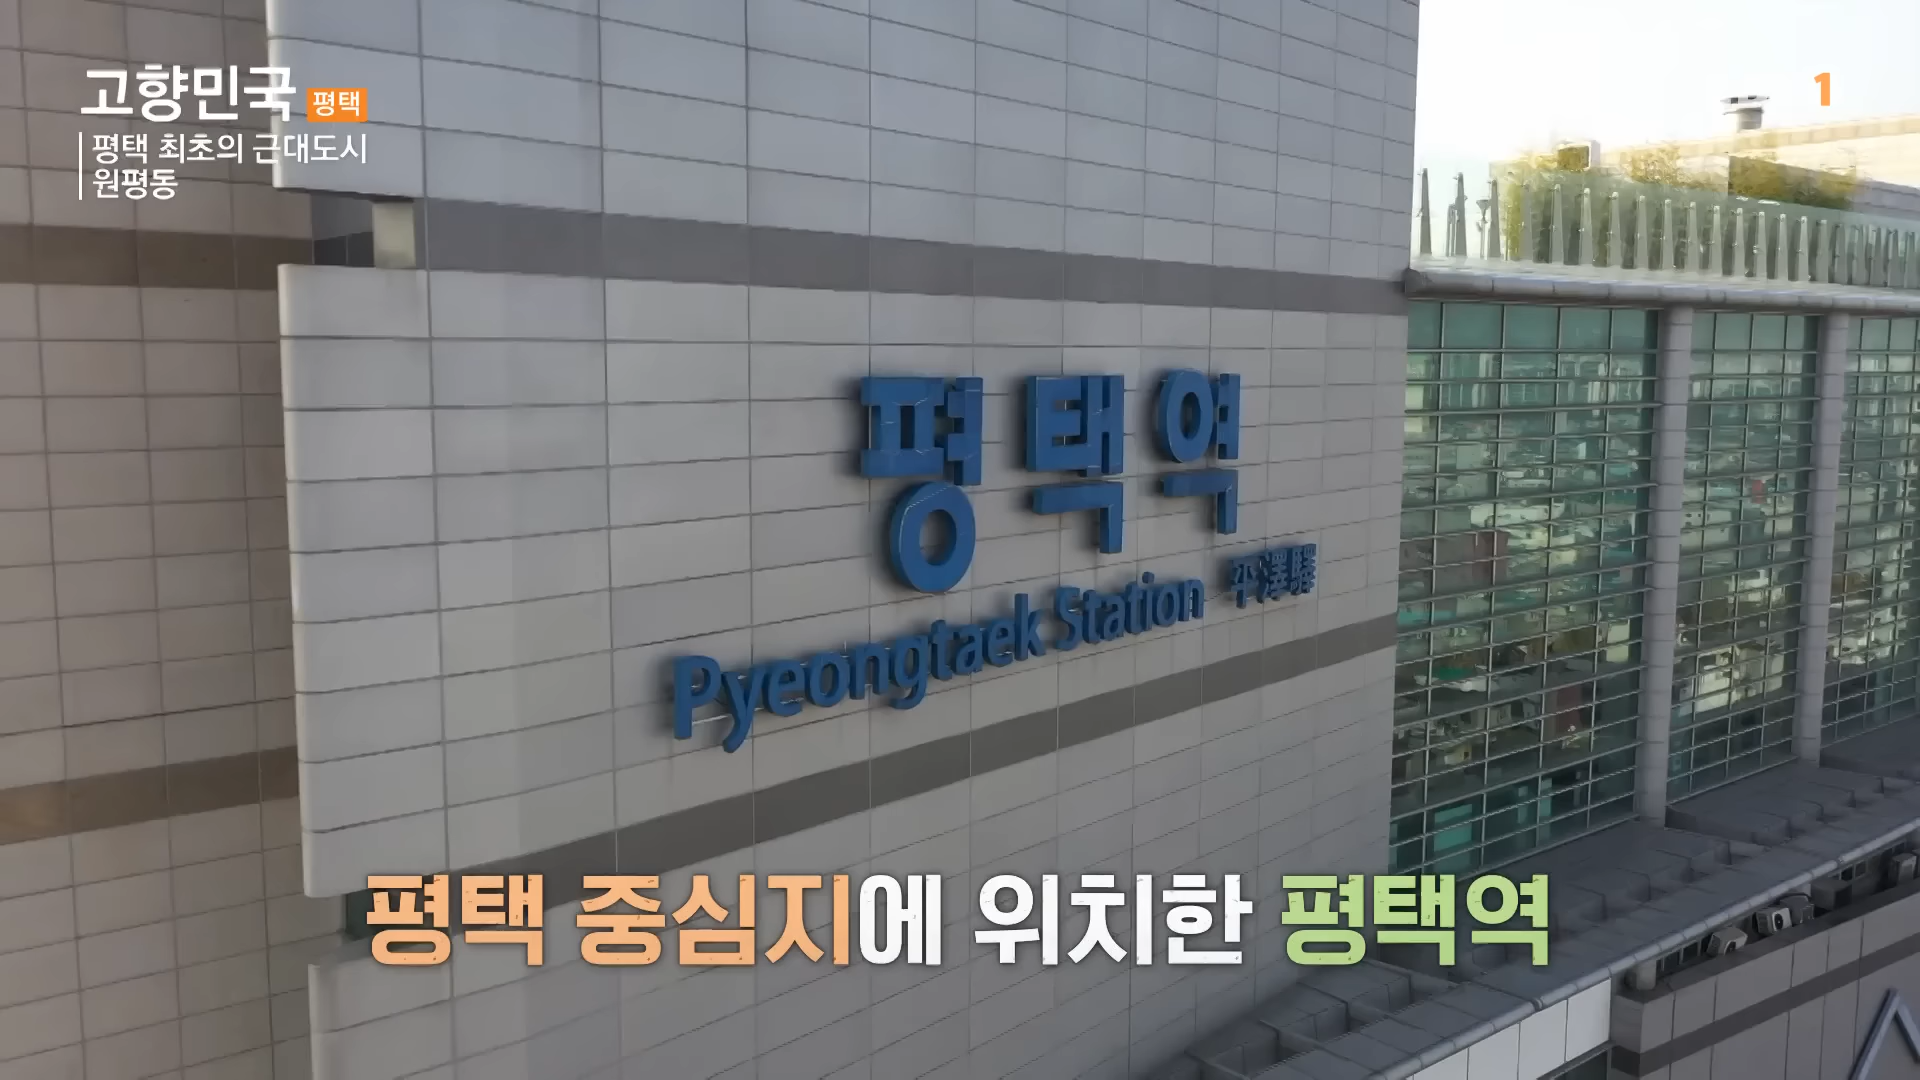 고향민국 평택
평택 최초의 근대도시
원평동
1
평택역
Pyeongtaek Station 平澤驛
평택 중심지에 위치한 평택역